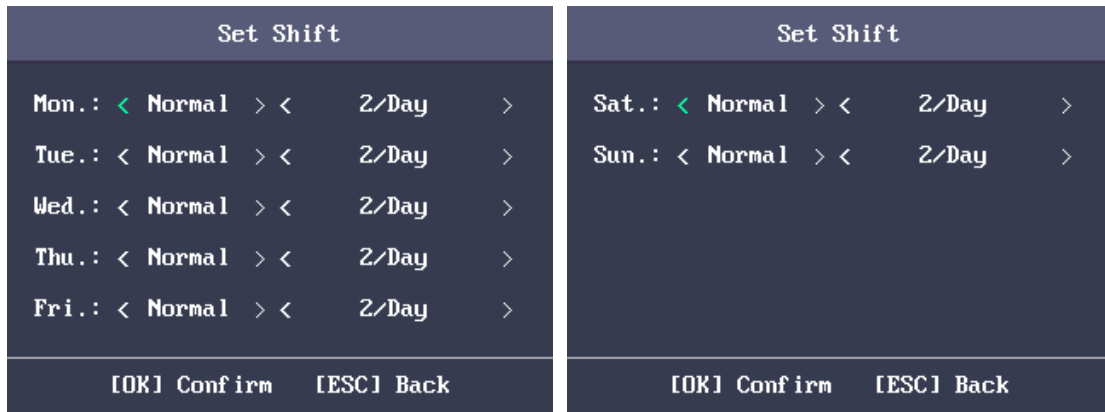 Set Shift
Mon.: < Normal > < 2/Day >
Tue.: < Normal > < 2/Day >
Wed.: < Normal > < 2/Day >
Thu.: < Normal > < 2/Day >
Fri.: < Normal > < 2/Day >
[OK] Confirm [ESC] Back
Set Shift
Sat.: < Normal > < 2/Day >
Sun.: < Normal > < 2/Day >
[OK] Confirm [ESC] Back